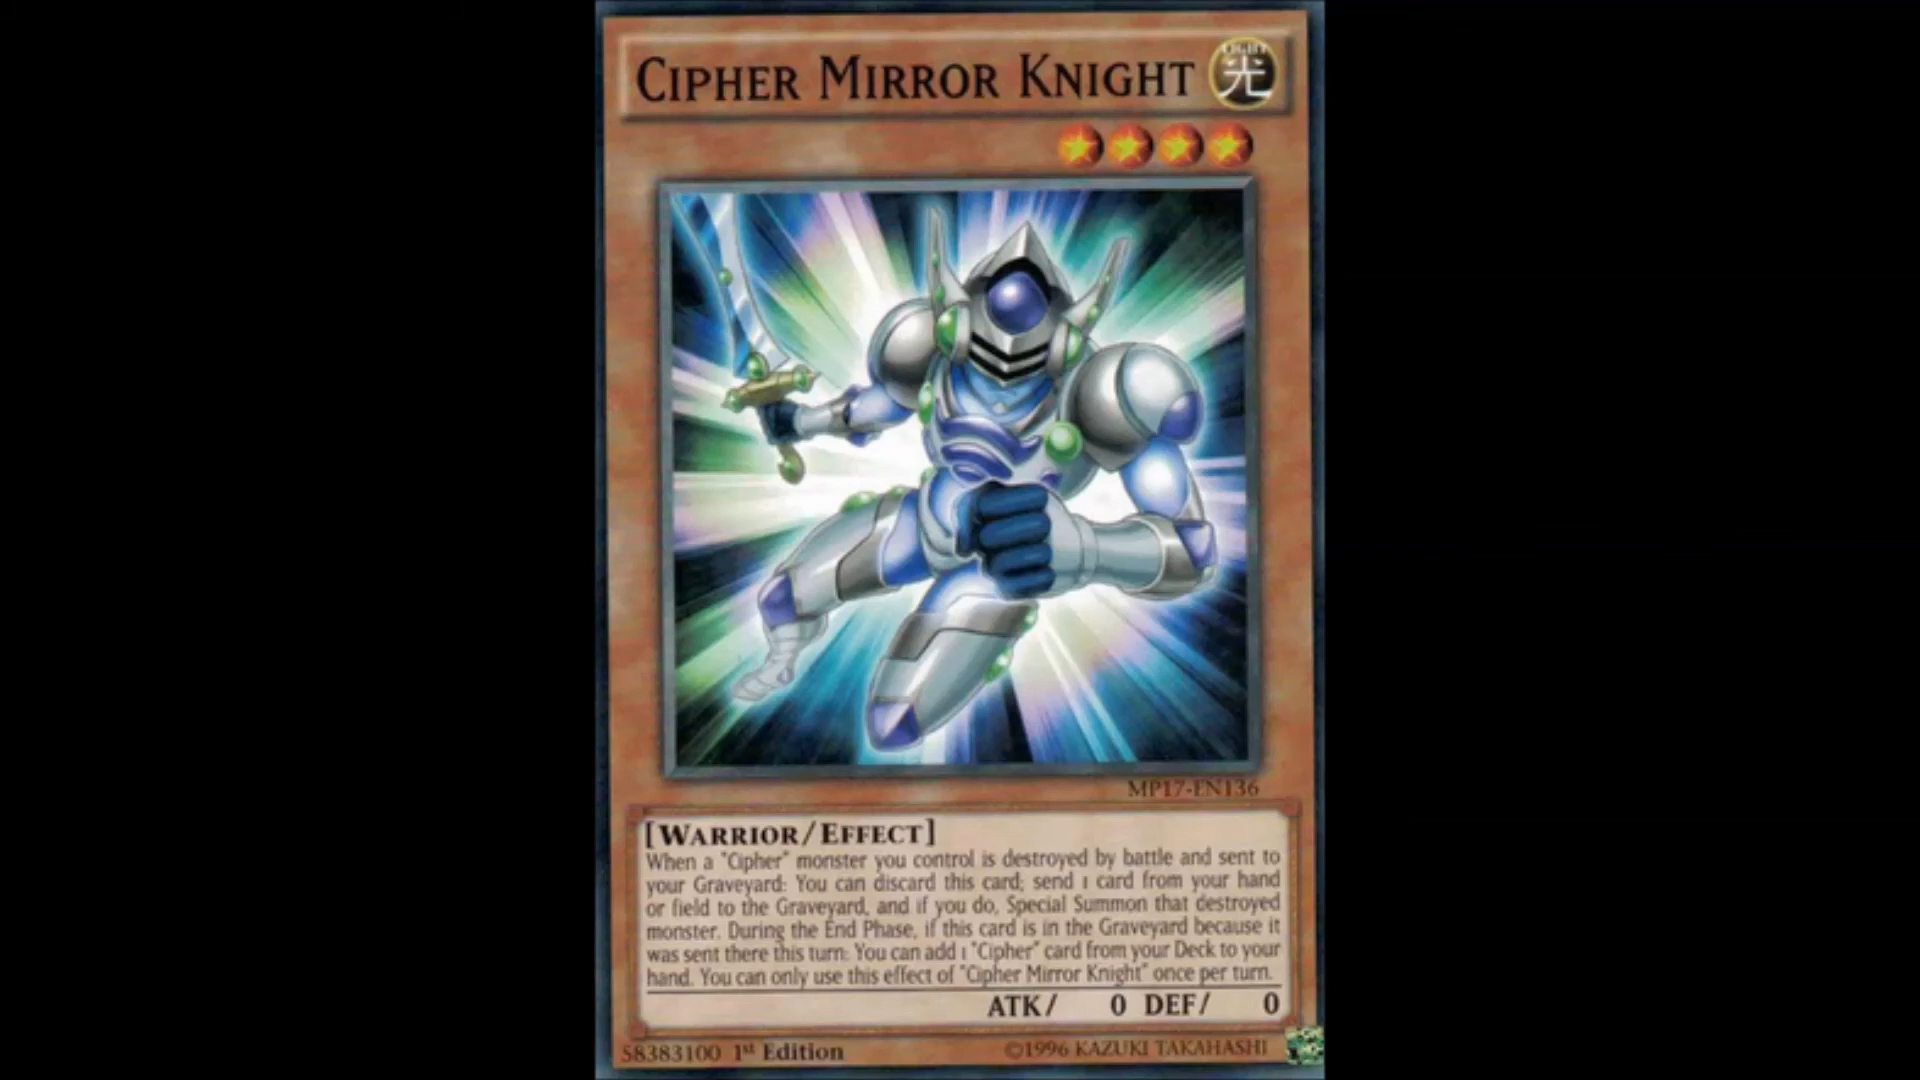 CIPHER MIRROR KNIGHT
LIGHT
光
MP17-EN136
[WARRIOR/EFFECT]
When a "Cipher" monster you control is destroyed by battle and sent to
your Graveyard: You can discard this card; send 1 card from your hand
or field to the Graveyard, and if you do, Special Summon that destroyed
monster. During the End Phase, if this card is in the Graveyard because it
was sent there this turn: You can add 1 "Cipher" card from your Deck to your
hand. You can only use this effect of "Cipher Mirror Knight" once per turn.
ATK/ 0 DEF/ 0
58383100 1st Edition ©1996 KAZUKI TAKAHASHI